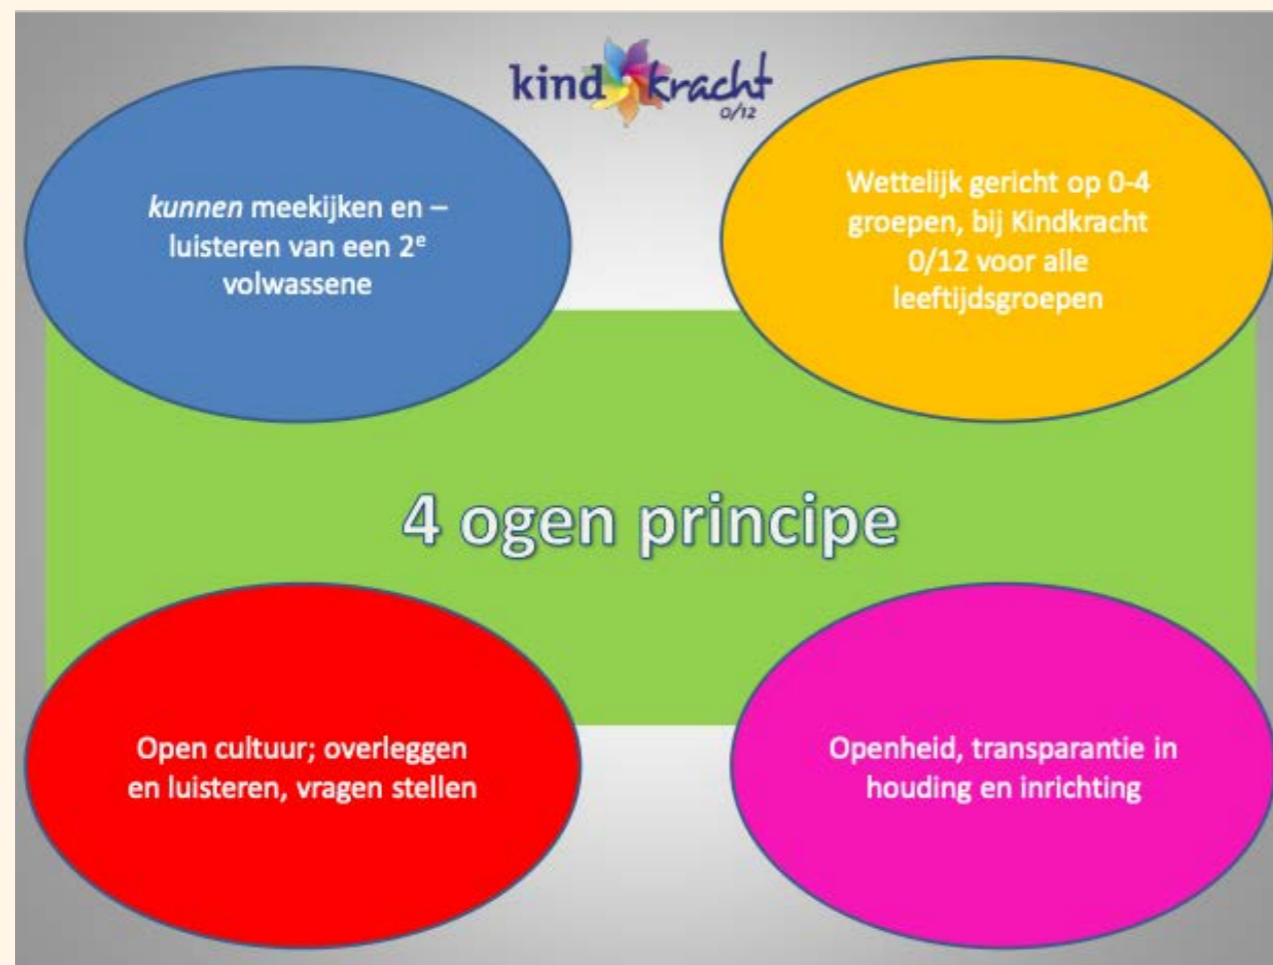 kind kracht
0/12
kunnen meekijken en –
luisteren van een 2e
volwassene
Wettelijk gericht op 0-4
groepen, bij Kindkracht
0/12 voor alle
leeftijdsgroepen
4 ogen principe
Open cultuur; overleggen
en luisteren, vragen stellen
Openheid, transparantie in
houding en inrichting